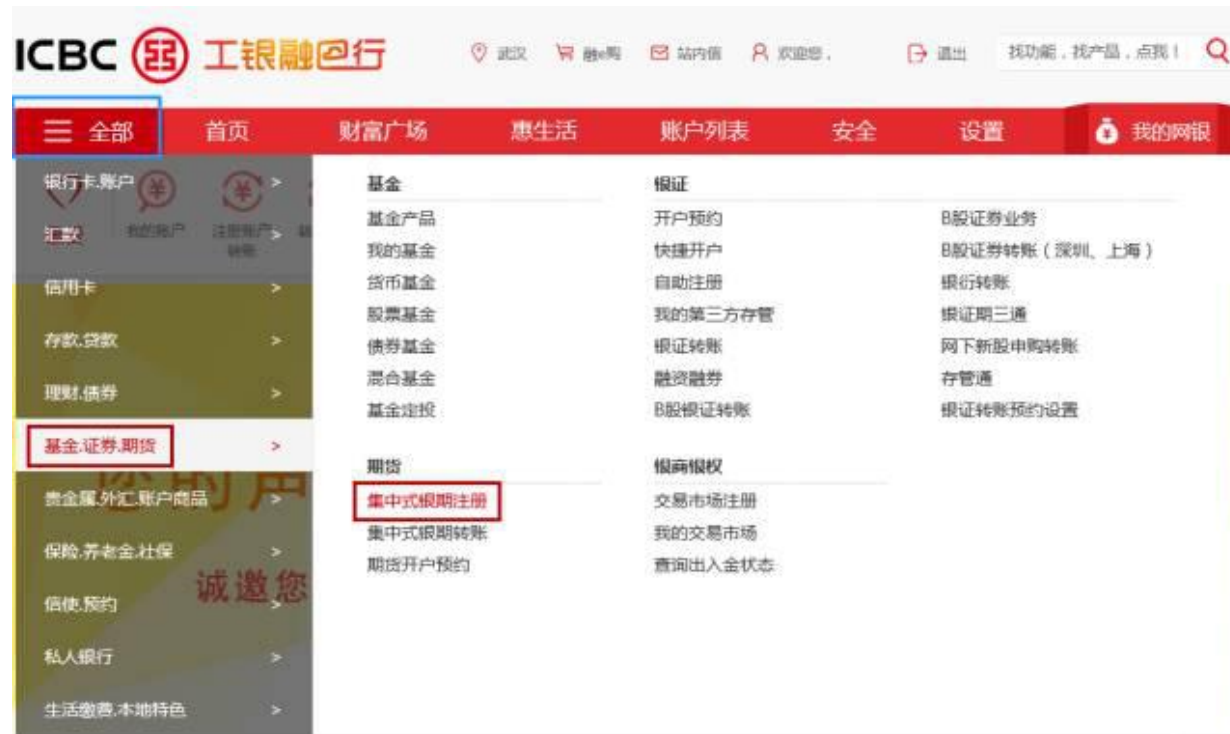 ICBC 工银融e行
武汉 融e购 站内信 欢迎您. 退出 找功能，找产品，点我！
全部 首页 财富广场 惠生活 账户列表 安全 设置 我的网银
银行卡.账户 >
我的账户 注册账户
转账
汇款 >
信用卡 >
存款.贷款 >
理财.债券 >
基金.证券.期货 >
贵金属.外汇.账户商品 >
保险.养老金.社保 >
信使.预约 >
私人银行 >
生活缴费.本地特色 >
的声
诚邀您
基金
基金产品
我的基金
货币基金
股票基金
债券基金
混合基金
基金定投
银证
开户预约
快捷开户
自动注册
我的第三方存管
银证转账
融资融券
B股银证转账
B股证券业务
B股证券转账（深圳、上海）
银衍转账
银证期三通
网下新股申购转账
存管通
银证转账预约设置
期货
集中式银期注册
集中式银期转账
期货开户预约
银商银权
交易市场注册
我的交易市场
查询出入金状态